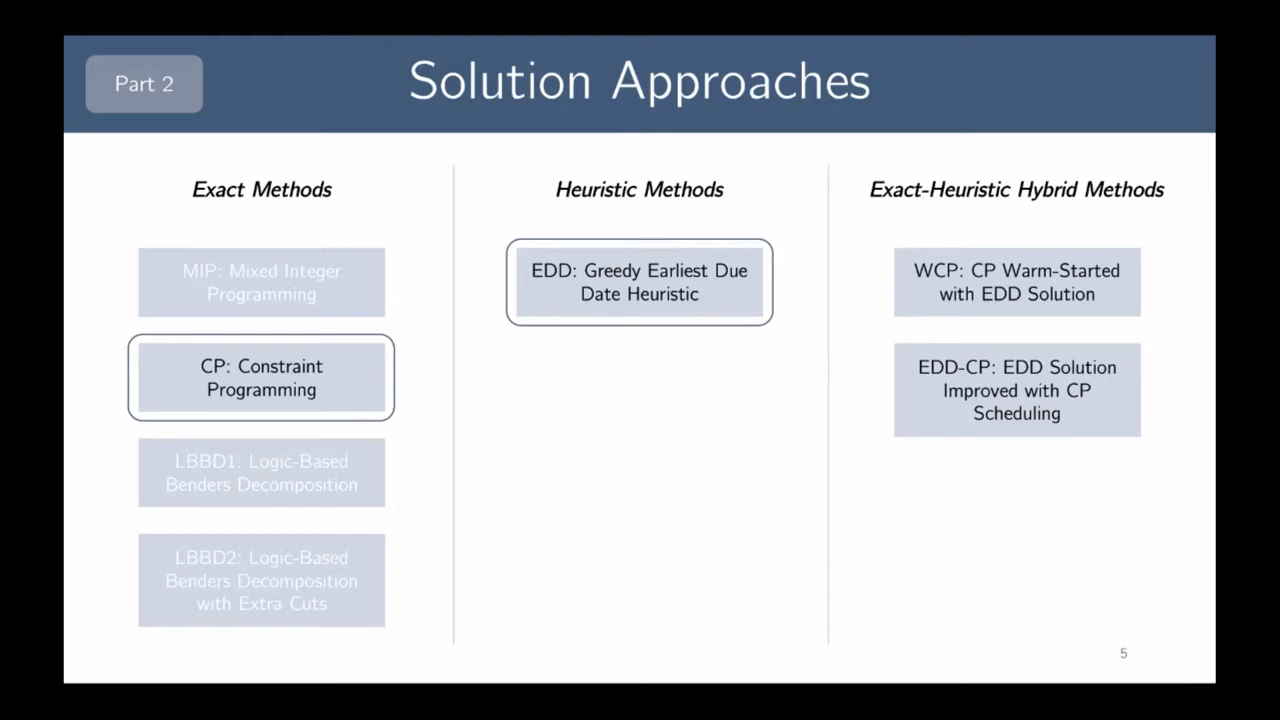 Part 2
Solution Approaches
Exact Methods
MIP: Mixed Integer
Programming
CP: Constraint
Programming
LBBD1: Logic-Based
Benders Decomposition
LBBD2: Logic-Based
Benders Decomposition
with Extra Cuts
Heuristic Methods
EDD: Greedy Earliest Due
Date Heuristic
Exact-Heuristic Hybrid Methods
WCP: CP Warm-Started
with EDD Solution
EDD-CP: EDD Solution
Improved with CP
Scheduling
5